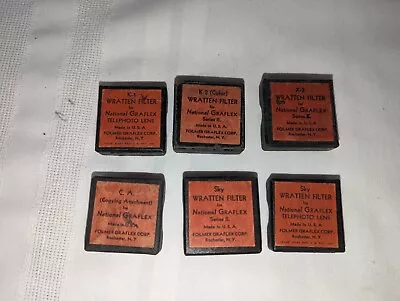 K-1
WRATTEN FILTER
for
National GRAFLEX
TELEPHOTO LENS
Made in U.S.A.
FOLMER GRAFLEX CORP.
Rochester, N.Y.
K 2 (Color)
WRATTEN FILTER
for
National GRAFLEX
Series II.
Made in U.S.A.
FOLMER GRAFLEX CORP.
Rochester, N.Y.
WRATTEN FILTER
for
National GRAFLEX
Series II.
Made in U.S.A.
FOLMER GRAFLEX CORP.
Rochester, N.Y.
C. A.
(Copying Attachment)
for
National GRAFLEX
Made in U.S.A.
FOLMER GRAFLEX CORP.
Rochester, N.Y.
Sky
WRATTEN FILTER
for
National GRAFLEX
Series II.
Made in U.S.A.
FOLMER GRAFLEX CORP.
Rochester, N.Y.
Sky
WRATTEN FILTER
for
National GRAFLEX
TELEPHOTO LENS
Made in U.S.A.
FOLMER GRAFLEX CORP.
Rochester, N.Y.